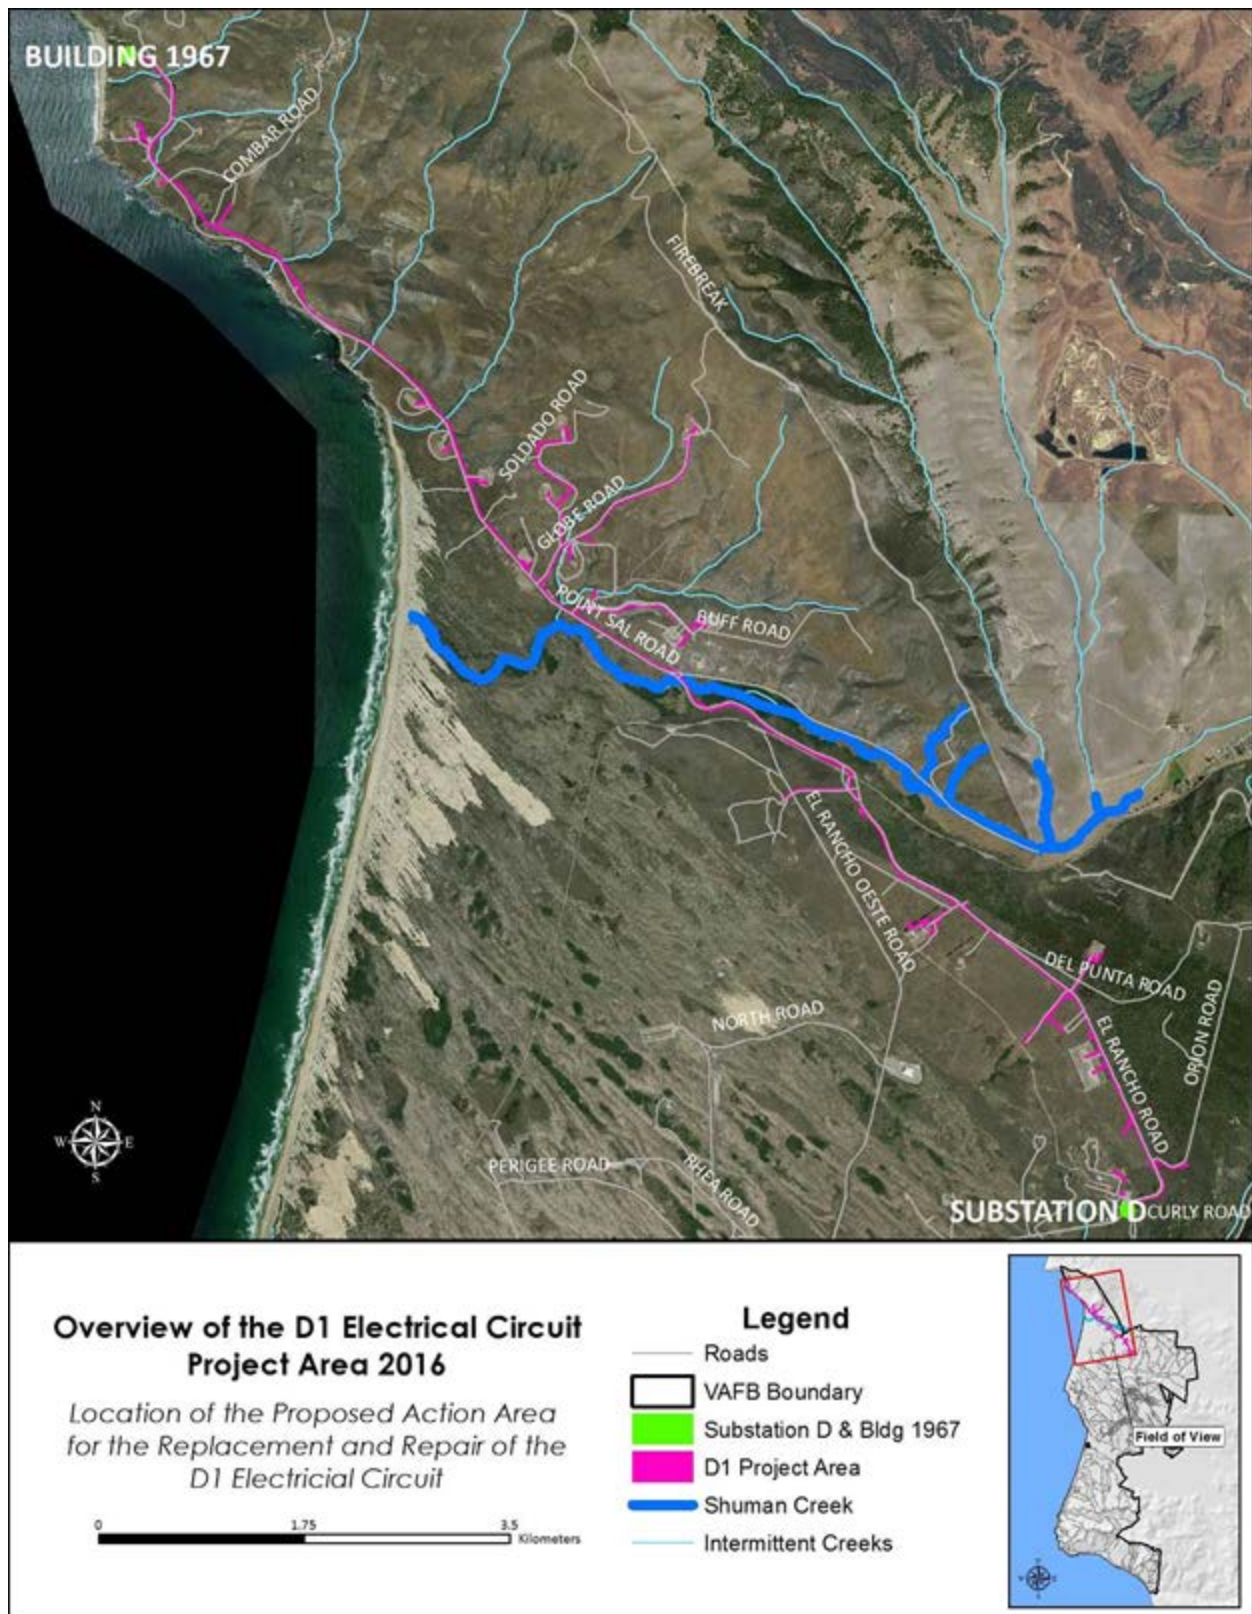 BUILDING 1967
COMBAR ROAD
FIREBREAK
SOLDADO ROAD
GLOBE ROAD
POINT SAL ROAD
BUFF ROAD
EL RANCHO OESTE ROAD
DEL PUNTA ROAD
NORTH ROAD
ORION ROAD
EL RANCHO ROAD
N
W E
S
PERIGEE ROAD
RHEA ROAD
SUBSTATION D
CURLY ROAD
Overview of the D1 Electrical Circuit
Project Area 2016
Location of the Proposed Action Area
for the Replacement and Repair of the
D1 Electricial Circuit
0 1.75 3.5
Kilometers
Legend
Roads
VAFB Boundary
Substation D & Bldg 1967
D1 Project Area
Shuman Creek
Intermittent Creeks
Field of View